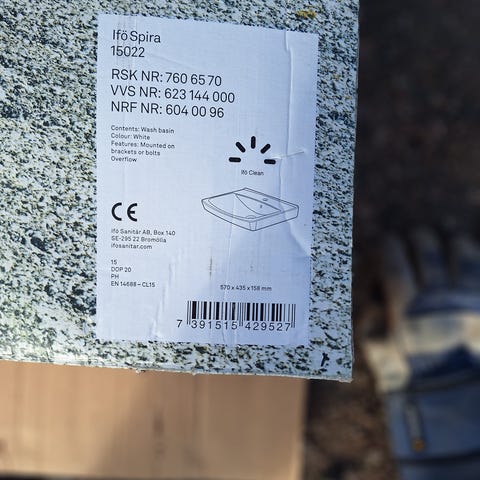 Ifö Spira
15022
RSK NR: 760 65 70
VVS NR: 623 144 000
NRF NR: 604 00 96
Contents: Wash basin
Colour: White
Features: Mounted on
brackets or bolts
Overflow
Ifö Clean
CE
Ifö Sanitär AB, Box 140
SE-295 22 Bromölla
ifosanitar.com
15
DOP 20
PH
EN 14688 – CL15
570 x 435 x 158 mm
7 391515 429527